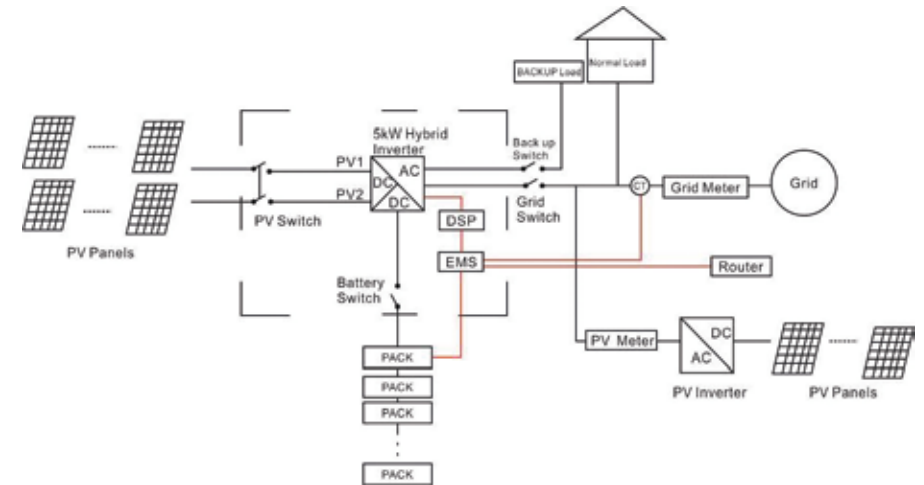 BACKUP Load
Normal Load
5kW Hybrid
Inverter
Back up
Switch
PV1
AC
DC
PV2
DC
CT
Grid Meter
Grid
PV Switch
Grid
Switch
DSP
PV Panels
EMS
Router
Battery
Switch
PV Meter
DC
AC
PACK
PACK
PV Inverter
PV Panels
PACK
PACK